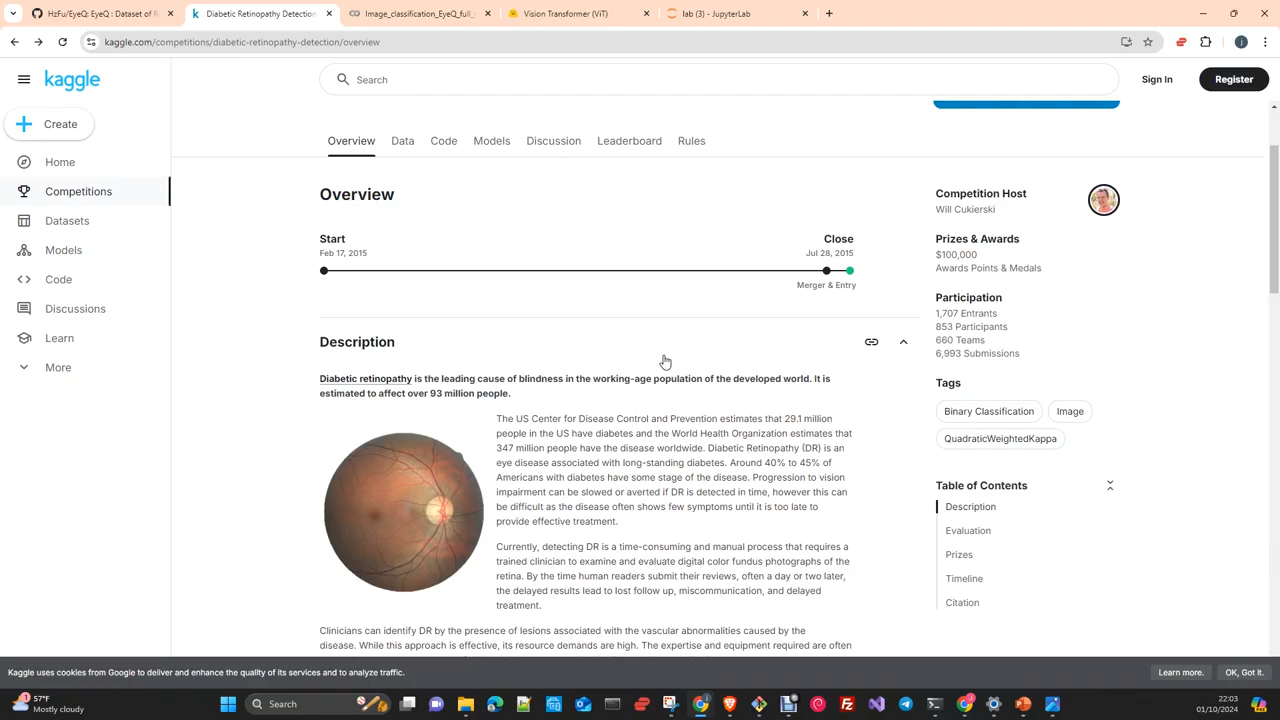 HzFu/EyeQ: EyeQ : Dataset of R
Diabetic Retinopathy Detection
Image_classification_EyeQ_full_
Vision Transformer (ViT)
lab (3) - JupyterLab
kaggle.com/competitions/diabetic-retinopathy-detection/overview
kaggle
Search
Sign In
Register
Create
Home
Competitions
Datasets
Models
Code
Discussions
Learn
More
Overview
Data
Code
Models
Discussion
Leaderboard
Rules
Overview
Start
Feb 17, 2015
Close
Jul 28, 2015
Merger & Entry
Description
Diabetic retinopathy is the leading cause of blindness in the working-age population of the developed world. It is
estimated to affect over 93 million people.
The US Center for Disease Control and Prevention estimates that 29.1 million
people in the US have diabetes and the World Health Organization estimates that
347 million people have the disease worldwide. Diabetic Retinopathy (DR) is an
eye disease associated with long-standing diabetes. Around 40% to 45% of
Americans with diabetes have some stage of the disease. Progression to vision
impairment can be slowed or averted if DR is detected in time, however this can
be difficult as the disease often shows few symptoms until it is too late to
provide effective treatment.
Currently, detecting DR is a time-consuming and manual process that requires a
trained clinician to examine and evaluate digital color fundus photographs of the
retina. By the time human readers submit their reviews, often a day or two later,
the delayed results lead to lost follow up, miscommunication, and delayed
treatment.
Clinicians can identify DR by the presence of lesions associated with the vascular abnormalities caused by the
disease. While this approach is effective, its resource demands are high. The expertise and equipment required are often
Competition Host
Will Cukierski
Prizes & Awards
$100,000
Awards Points & Medals
Participation
1,707 Entrants
853 Participants
660 Teams
6,993 Submissions
Tags
Binary Classification
Image
QuadraticWeightedKappa
Table of Contents
Description
Evaluation
Prizes
Timeline
Citation
Kaggle uses cookies from Google to deliver and enhance the quality of its services and to analyze traffic.
Learn more.
OK, Got it.
57°F
Mostly cloudy
Search
22:03
01/10/2024